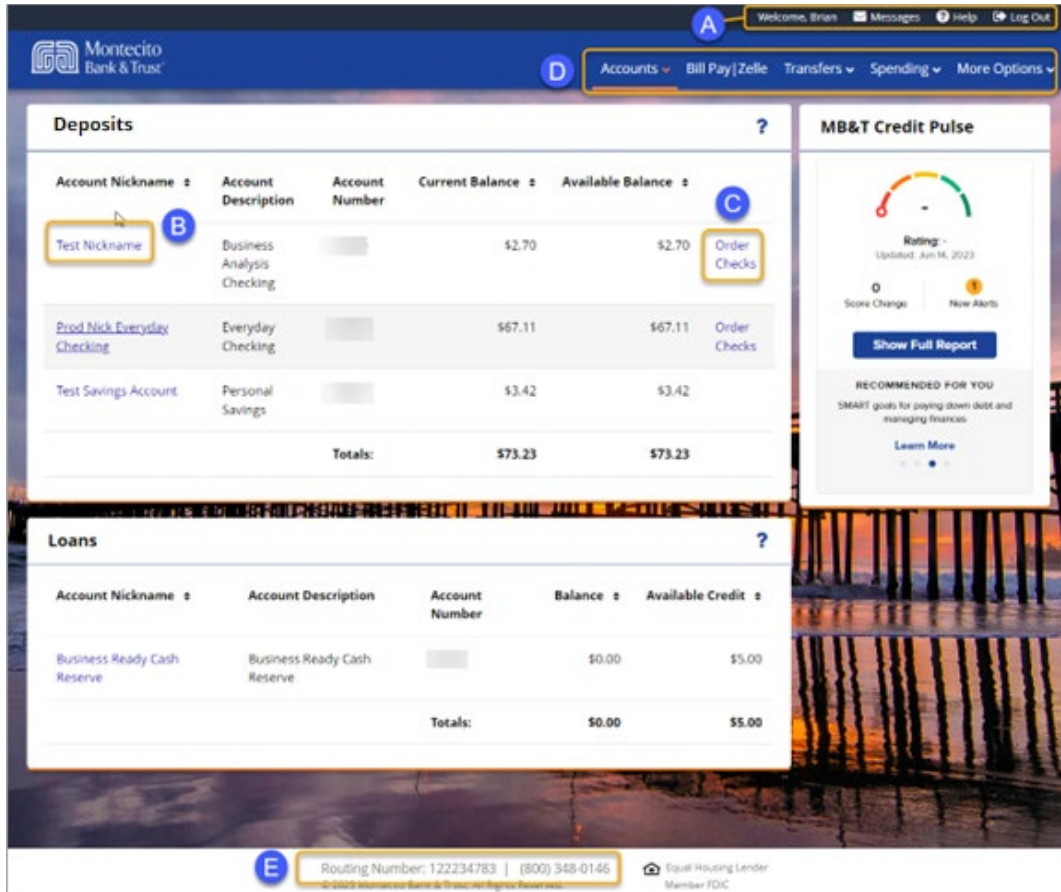 A
Welcome, Brian Messages Help Log Out
Montecito
Bank & Trust
D
Accounts Bill Pay|Zelle Transfers Spending More Options
Deposits ?
Account Nickname Account Description Account Number Current Balance Available Balance
B
C
Test Nickname Business Analysis Checking $2.70 $2.70 Order Checks
Prod Nick Everyday Checking Everyday Checking $67.11 $67.11 Order Checks
Test Savings Account Personal Savings $3.42 $3.42
Totals: $73.23 $73.23
MB&T Credit Pulse
-
Rating: -
Updated: Jun 14, 2023
0 1
Score Change New Alerts
Show Full Report
RECOMMENDED FOR YOU
SMART goals for paying down debt and
managing finances
Learn More
Loans ?
Account Nickname Account Description Account Number Balance Available Credit
Business Ready Cash Reserve Business Ready Cash Reserve $0.00 $5.00
Totals: $0.00 $5.00
E
Routing Number: 122234783 | (800) 348-0146
© 2023 Montecito Bank & Trust. All Rights Reserved.
Equal Housing Lender
Member FDIC